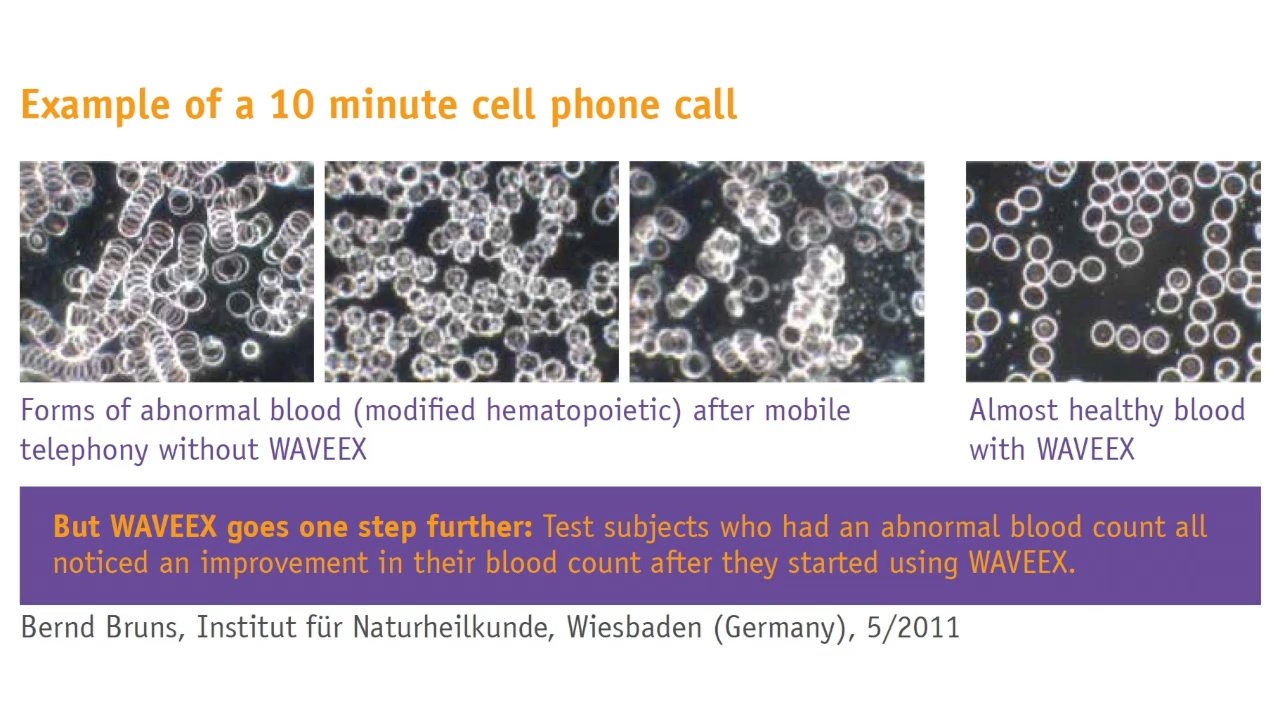 Example of a 10 minute cell phone call
Forms of abnormal blood (modified hematopoietic) after mobile
telephony without WAVEEX
Almost healthy blood
with WAVEEX
But WAVEEX goes one step further: Test subjects who had an abnormal blood count all
noticed an improvement in their blood count after they started using WAVEEX.
Bernd Bruns, Institut für Naturheilkunde, Wiesbaden (Germany), 5/2011